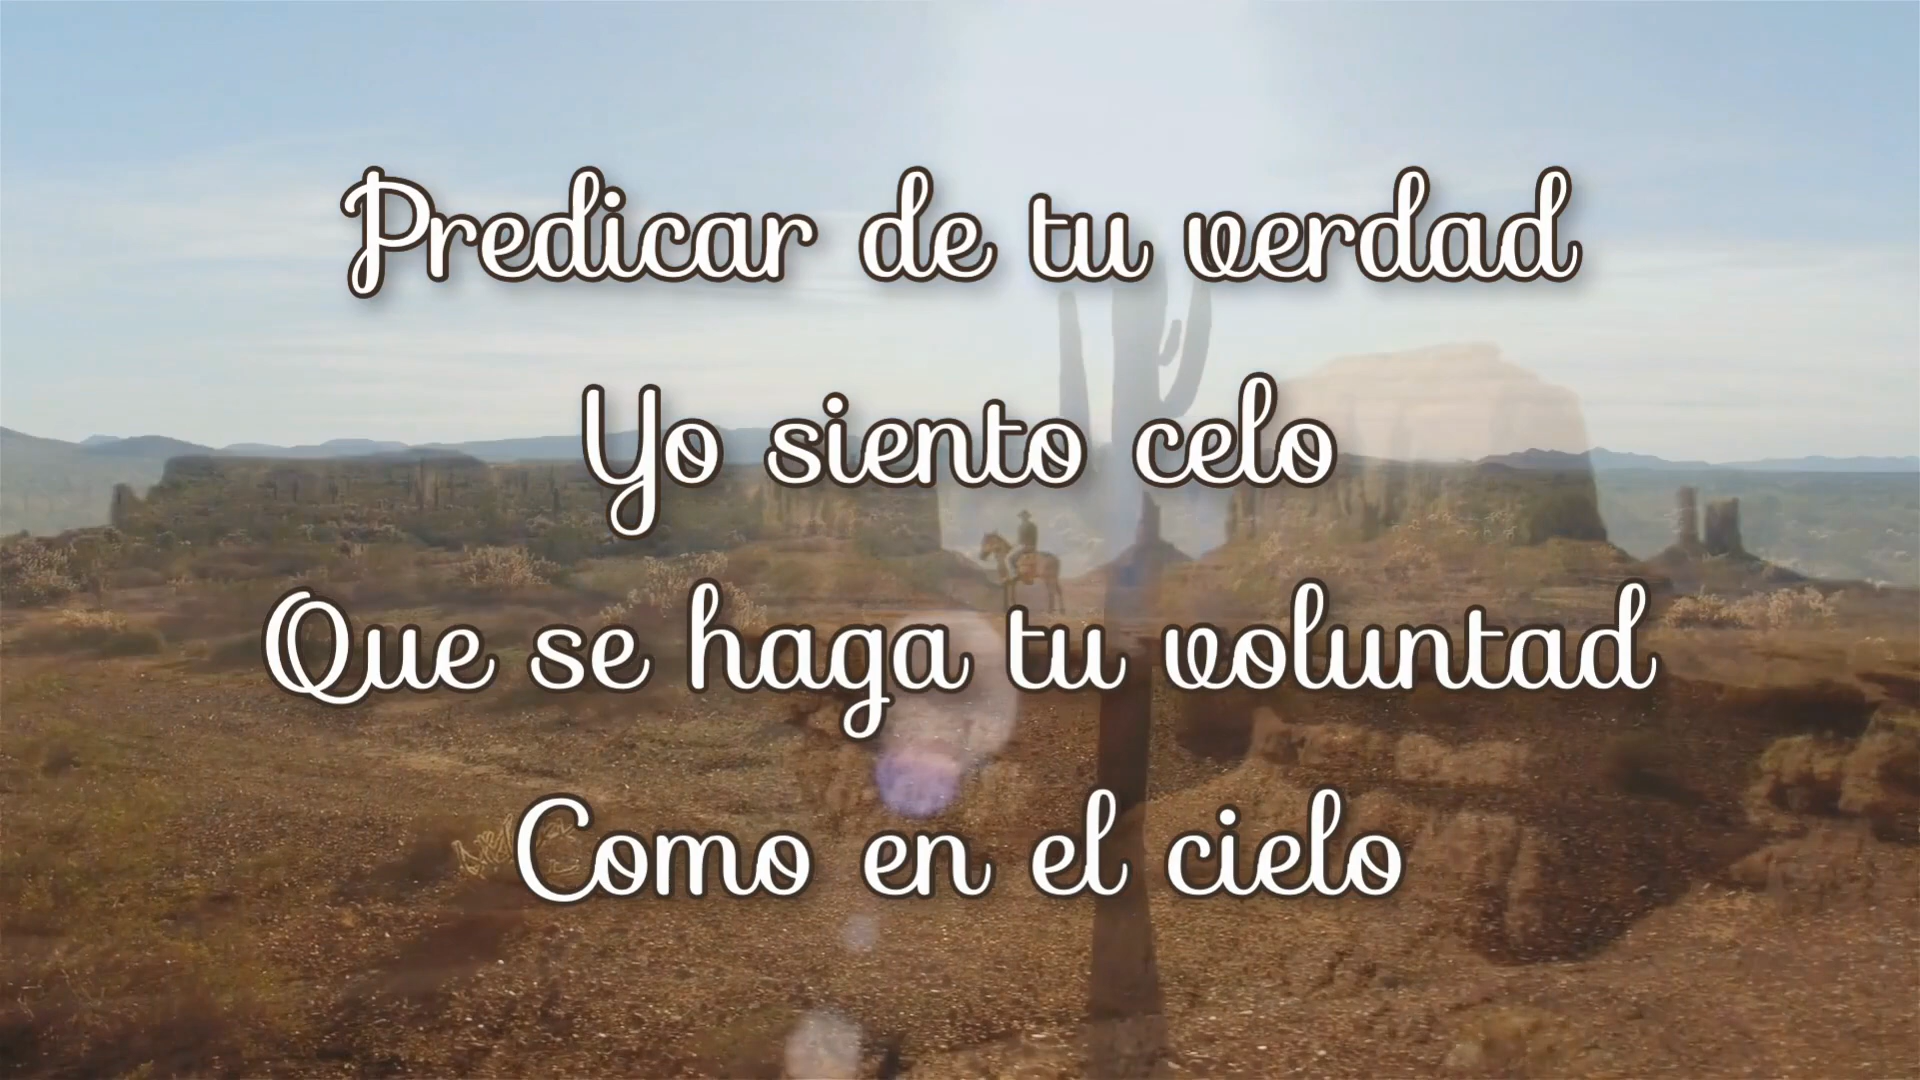 Predicar de tu verdad
Yo siento celo
Que se haga tu voluntad
Como en el cielo